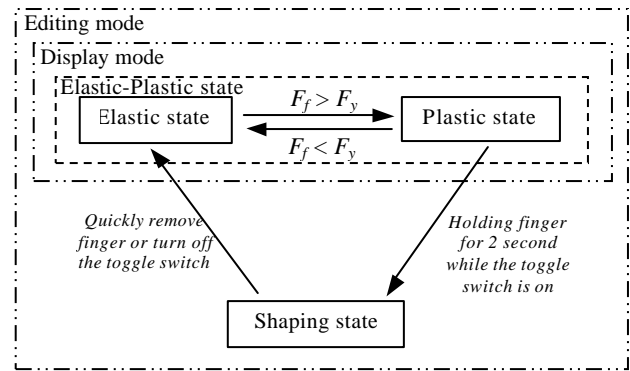 Editing mode
Display mode
Elastic-Plastic state
Elastic state
F_f > F_y
Plastic state
F_f < F_y
Quickly remove
finger or turn off
the toggle switch
Holding finger
for 2 second
while the toggle
switch is on
Shaping state